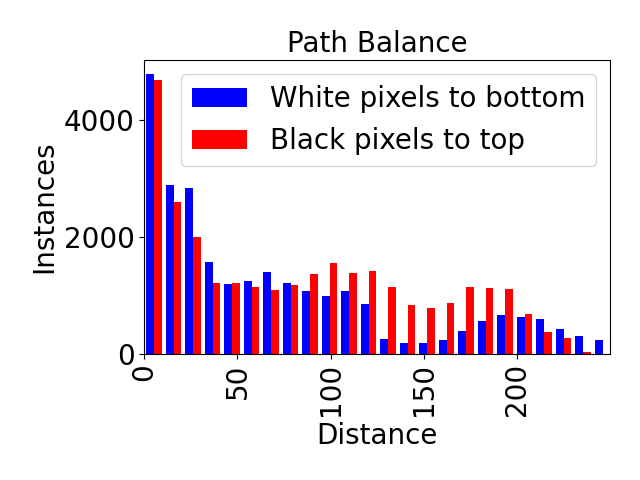 Path Balance
White pixels to bottom
Black pixels to top
Instances
4000
2000
0
0
50
100
150
200
Distance